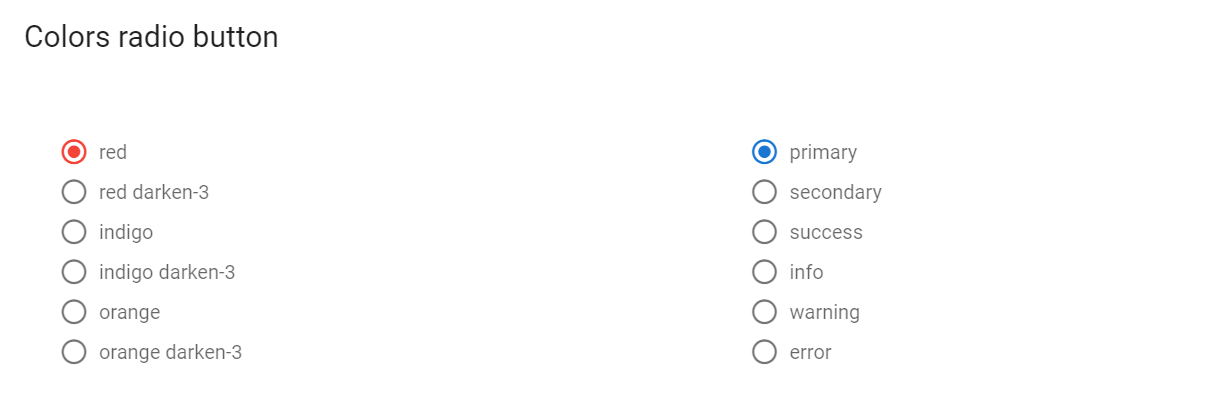 Colors radio button
red
red darken-3
indigo
indigo darken-3
orange
orange darken-3
primary
secondary
success
info
warning
error